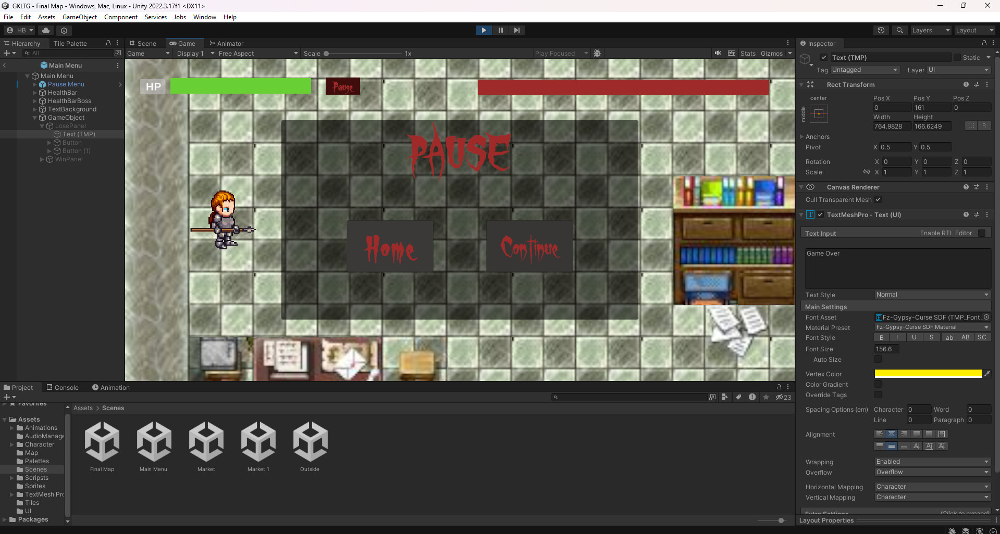 GKLTG - Final Map - Windows, Mac, Linux - Unity 2022.3.17f1 <DX11>
File Edit Assets GameObject Component Services Jobs Window Help
HB Layers Layout
Hierarchy Tile Palette
All
Main Menu
Main Menu
Pause Menu
HealthBar
HealthBarBoss
TextBackground
GameObject
LosePanel
Text (TMP)
Button
Button (1)
WinPanel
Scene Game Animator
Game Display 1 Free Aspect Scale 1x Play Focused Stats Gizmos
HP
Pause
PAUSE
Home
Continue
Project Console Animation
23
Favorites
Assets
Animations
AudioManage
Character
Map
Palettes
Scenes
Scripsts
Sprites
TextMesh Pro
Tiles
UI
Packages
Assets > Scenes
Final Map Main Menu Market Market 1 Outside
Inspector
Text (TMP) Static
Tag Untagged Layer UI
Rect Transform
center
middle
Pos X Pos Y Pos Z
0 161 0
Width Height
764.9828 166.6249
R
Anchors
Pivot X 0.5 Y 0.5
Rotation X 0 Y 0 Z 0
Scale X 1 Y 1 Z 1
Canvas Renderer
Cull Transparent Mesh
TextMeshPro - Text (UI)
Text Input Enable RTL Editor
Game Over
Text Style Normal
Main Settings
Font Asset Fz-Gypsy-Curse SDF (TMP_Font
Material Preset Fz-Gypsy-Curse SDF Material
Font Style B I U S ab AB SC
Font Size 156.6
Auto Size
Vertex Color
Color Gradient
Override Tags
Spacing Options (em) Character 0 Word 0
Line 0 Paragraph 0
Alignment
Wrapping Enabled
Overflow Overflow
Horizontal Mapping Character
Vertical Mapping Character
Extra Settings (Click to expand)
Layout Properties